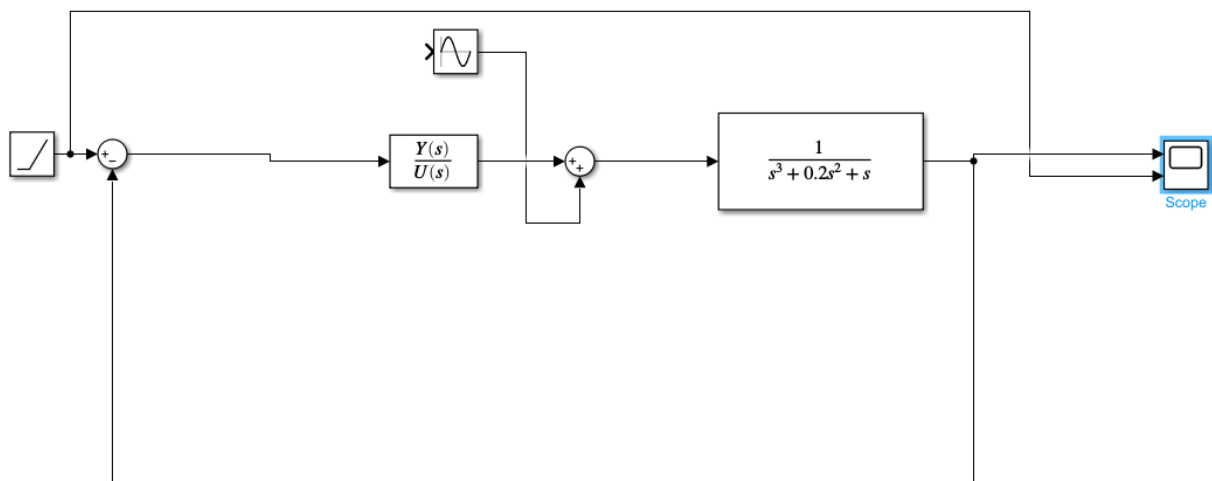 +
−
Y(s)
U(s)
+
+
1
s³ + 0.2s² + s
Scope